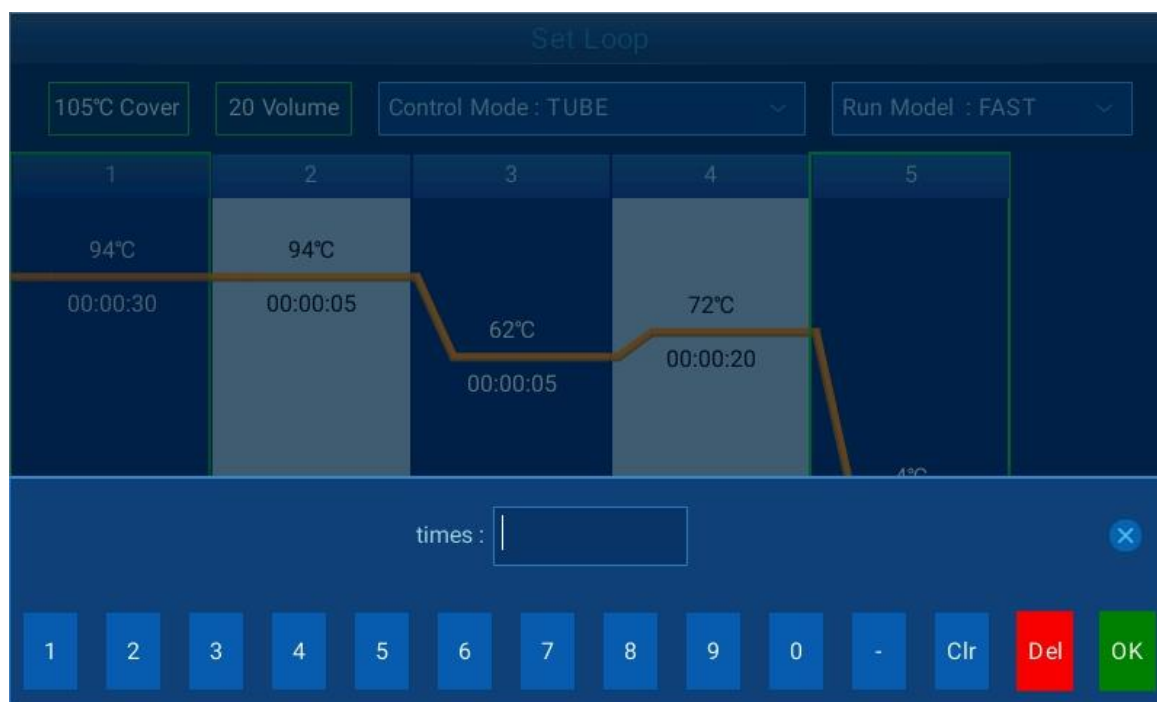 Set Loop
105℃ Cover 20 Volume Control Mode : TUBE Run Model : FAST
1 2 3 4 5
94℃ 94℃
00:00:30 00:00:05
62℃ 72℃
00:00:05 00:00:20
4℃
times :
1 2 3 4 5 6 7 8 9 0 - Clr Del OK